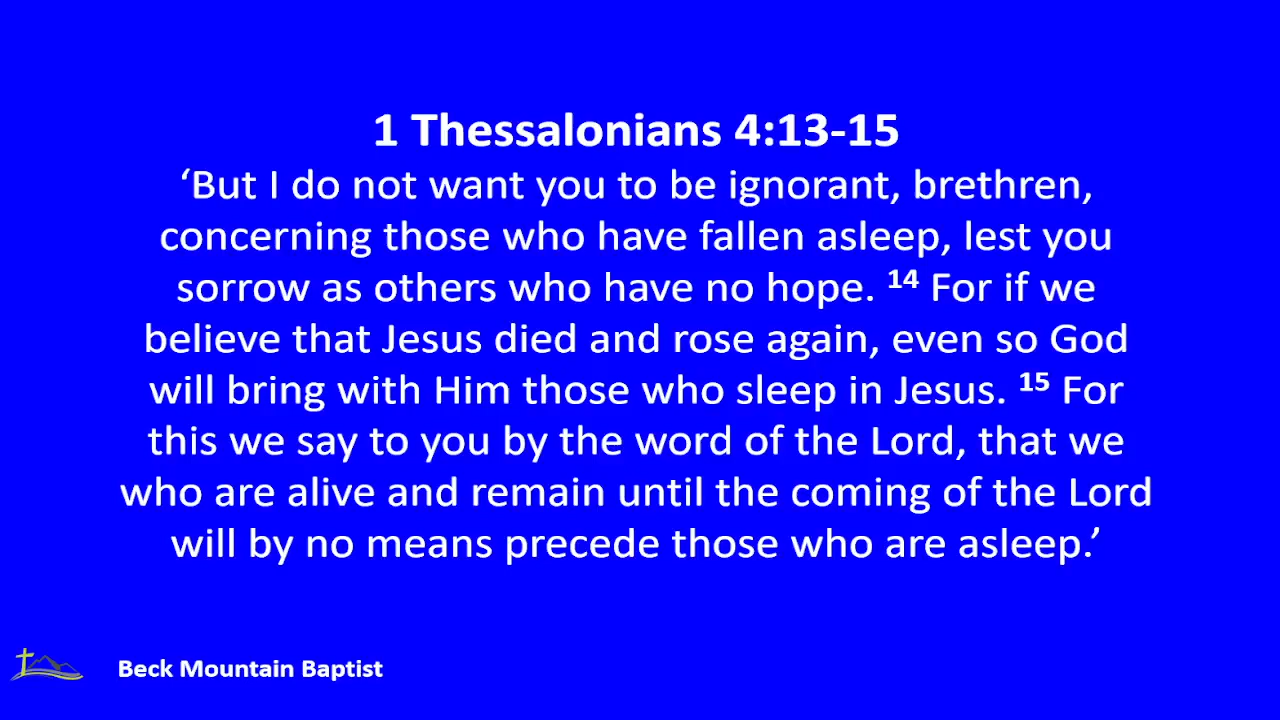 1 Thessalonians 4:13-15
‘But I do not want you to be ignorant, brethren,
concerning those who have fallen asleep, lest you
sorrow as others who have no hope. 14 For if we
believe that Jesus died and rose again, even so God
will bring with Him those who sleep in Jesus. 15 For
this we say to you by the word of the Lord, that we
who are alive and remain until the coming of the Lord
will by no means precede those who are asleep.’
Beck Mountain Baptist